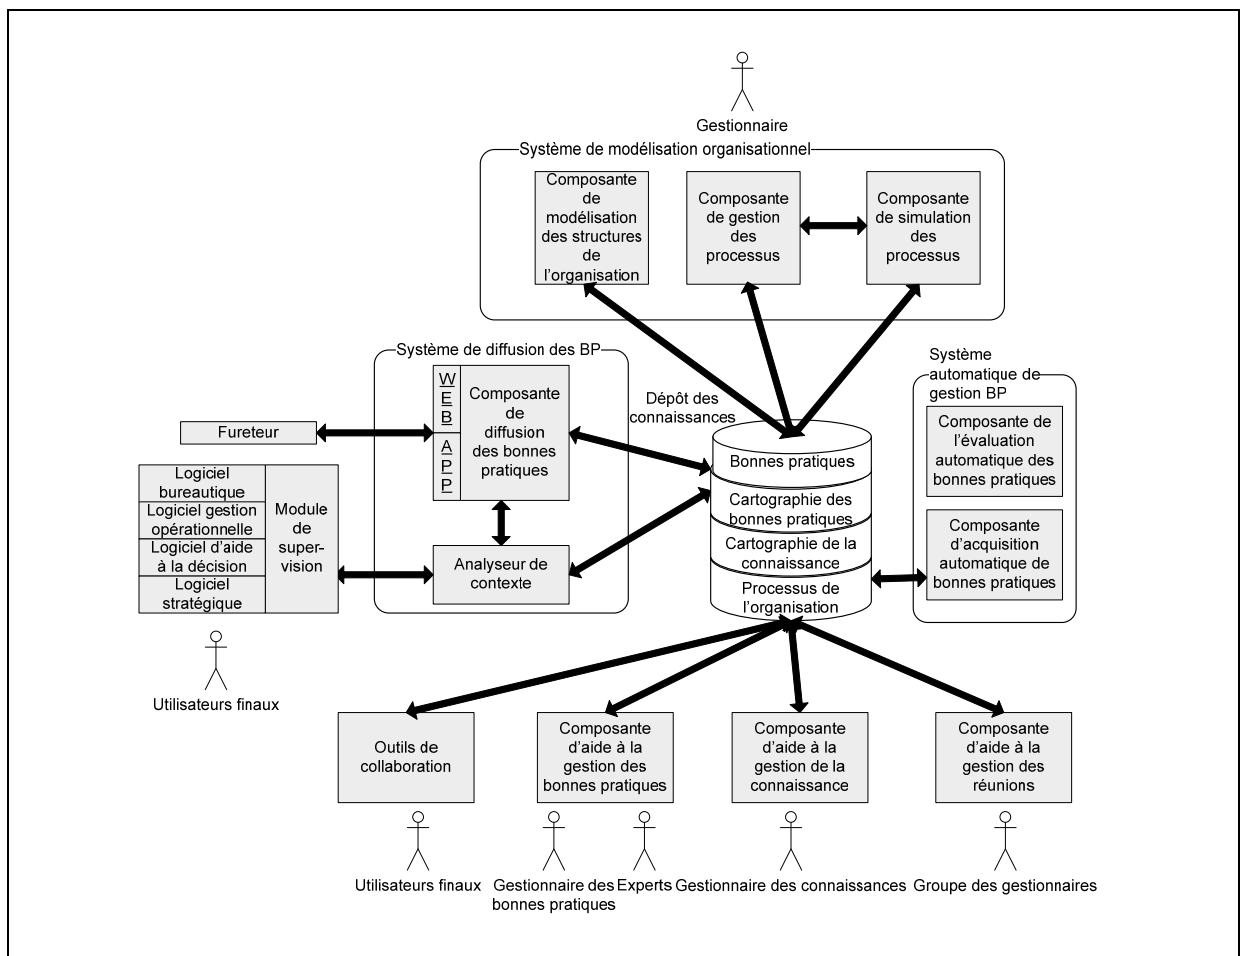 Gestionnaire
Système de modélisation organisationnel
Composante
de
modélisation
des structures
de
l'organisation
Composante
de gestion
des
processus
Composante
de simulation
des
processus
Système de diffusion des BP
W
E
B
A
P
P
Composante
de
diffusion
des bonnes
pratiques
Analyseur de
contexte
Fureteur
Logiciel
bureautique
Logiciel gestion
opérationnelle
Logiciel d'aide
à la décision
Logiciel
stratégique
Module
de
super-
vision
Utilisateurs finaux
Dépôt des
connaissances
Bonnes pratiques
Cartographie des
bonnes pratiques
Cartographie de la
connaissance
Processus de
l'organisation
Système
automatique de
gestion BP
Composante de
l'évaluation
automatique des
bonnes pratiques
Composante
d'acquisition
automatique de
bonnes pratiques
Outils de
collaboration
Composante
d'aide à la
gestion des
bonnes pratiques
Composante
d'aide à la
gestion de la
connaissance
Composante
d'aide à la
gestion des
réunions
Utilisateurs finaux
Gestionnaire des
bonnes pratiques
Experts
Gestionnaire des connaissances
Groupe des gestionnaires